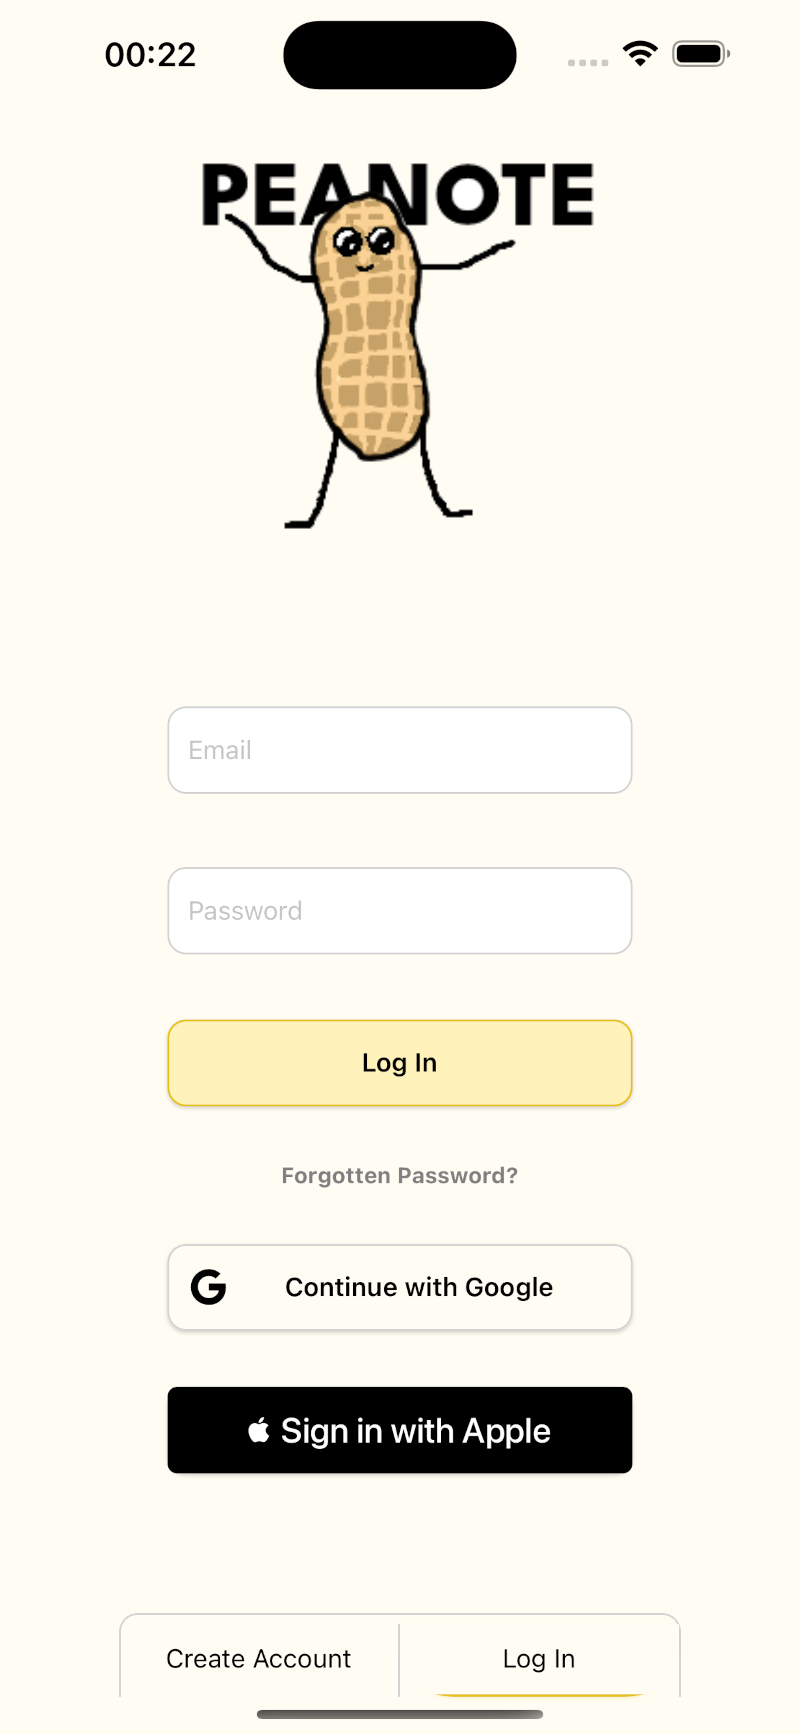 00:22
PEANOTE
Email
Password
Log In
Forgotten Password?
Continue with Google
Sign in with Apple
Create Account
Log In